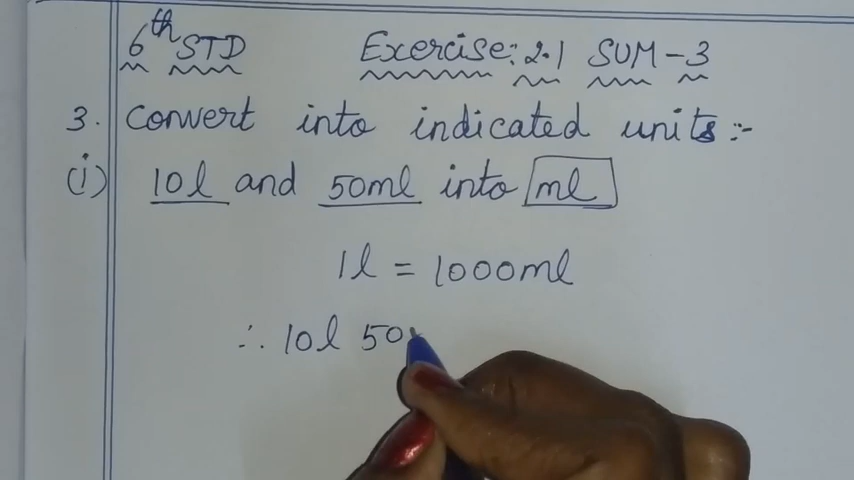 6th STD Exercise: 2.1 SUM-3
3. Convert into indicated units:-
(i) 10l and 50ml into ml
1l = 1000ml
∴ 10l 50